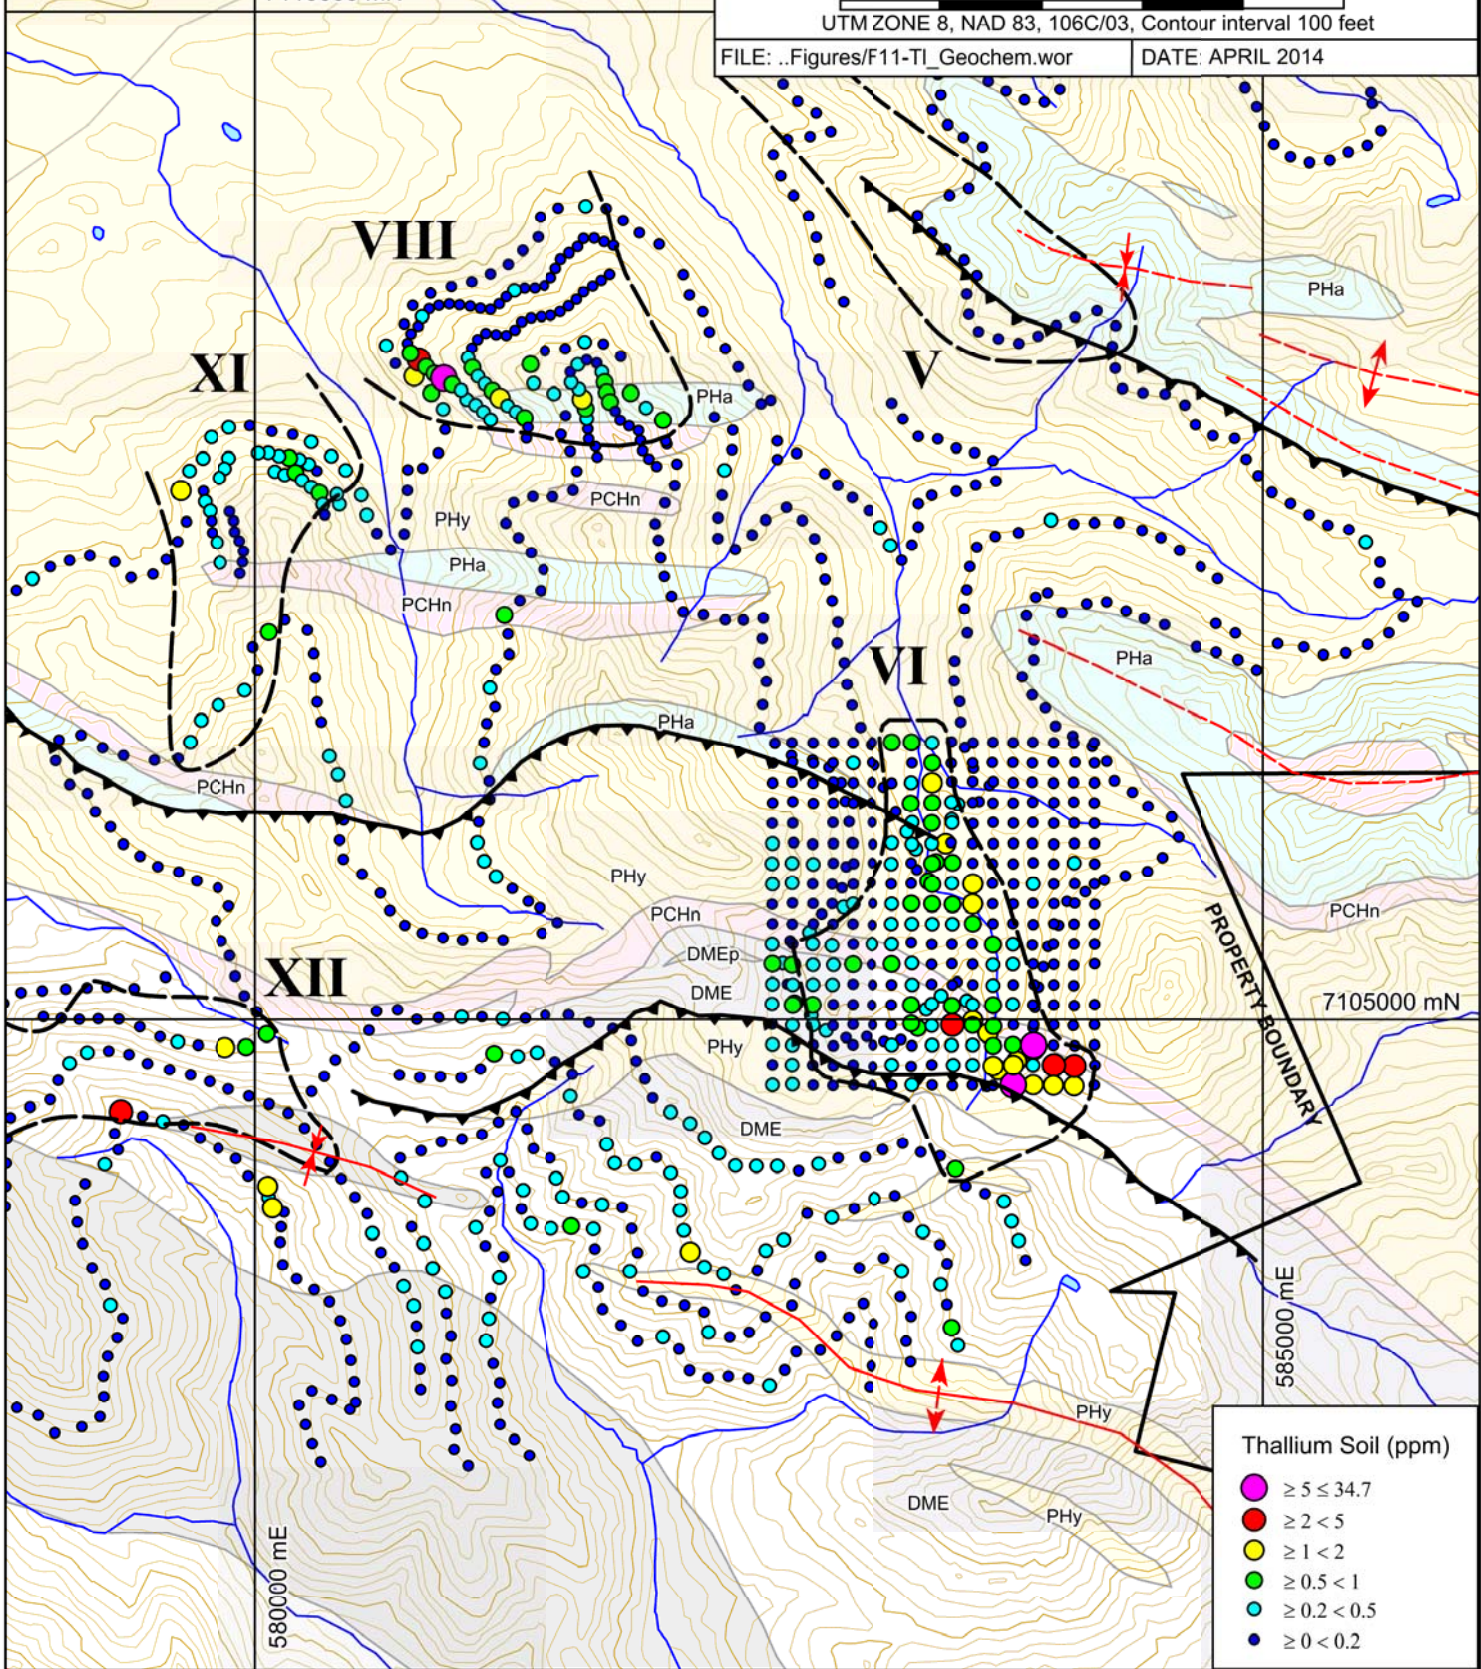 UTM ZONE 8, NAD 83, 106C/03, Contour interval 100 feet
FILE: ..Figures/F11-Tl_Geochem.wor
DATE: APRIL 2014
VIII
PHa
XI
V
PHa
PCHn
PHy
PHa
PCHn
VI
PHa
PHa
PCHn
PHy
PCHn
PCHn
DMEp
XII
DME
7105000 mN
PHy
PROPERTY BOUNDARY
DME
585000 mE
PHy
DME
PHy
580000 mE
Thallium Soil (ppm)
≥ 5 ≤ 34.7
≥ 2 < 5
≥ 1 < 2
≥ 0.5 < 1
≥ 0.2 < 0.5
≥ 0 < 0.2